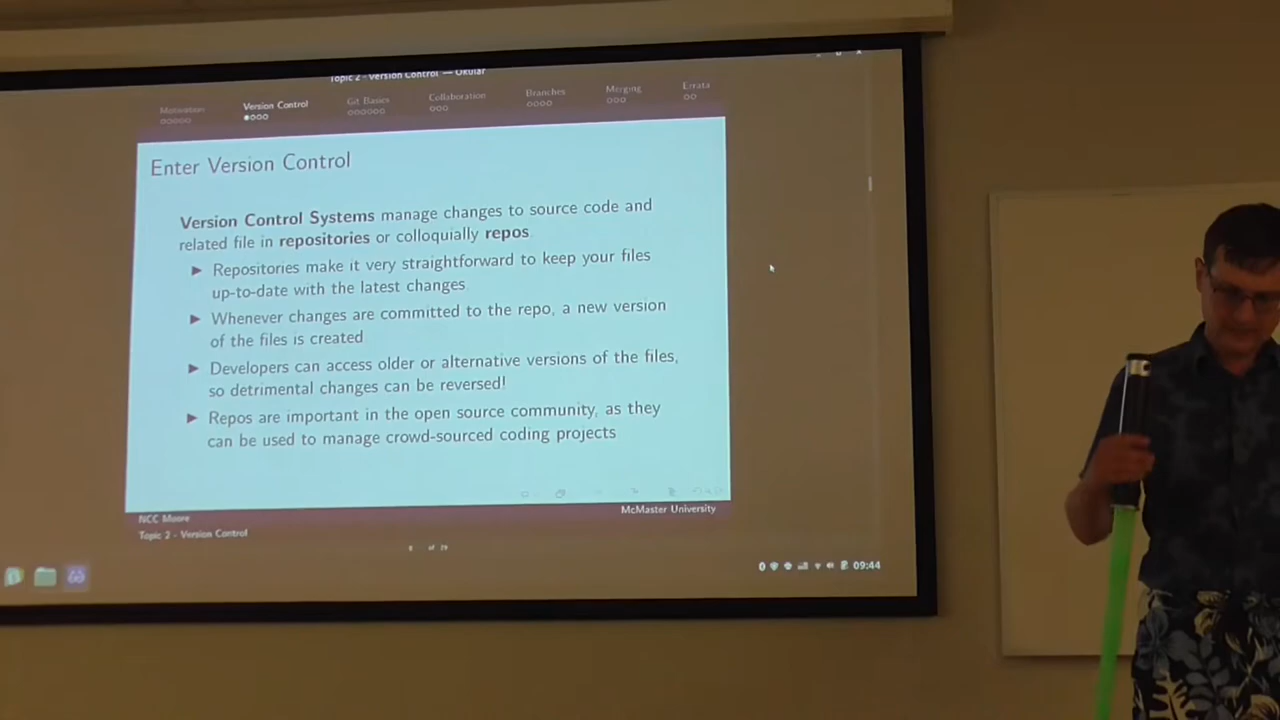 Topic 2 - Version Control — Okular
Motivation
Version Control
Git Basics
Collaboration
Branches
Merging
Errata
Enter Version Control
Version Control Systems manage changes to source code and
related file in repositories or colloquially repos
Repositories make it very straightforward to keep your files
up-to-date with the latest changes
Whenever changes are committed to the repo, a new version
of the files is created
Developers can access older or alternative versions of the files,
so detrimental changes can be reversed!
Repos are important in the open source community, as they
can be used to manage crowd-sourced coding projects
NCC Moore
McMaster University
Topic 2 - Version Control
09:44